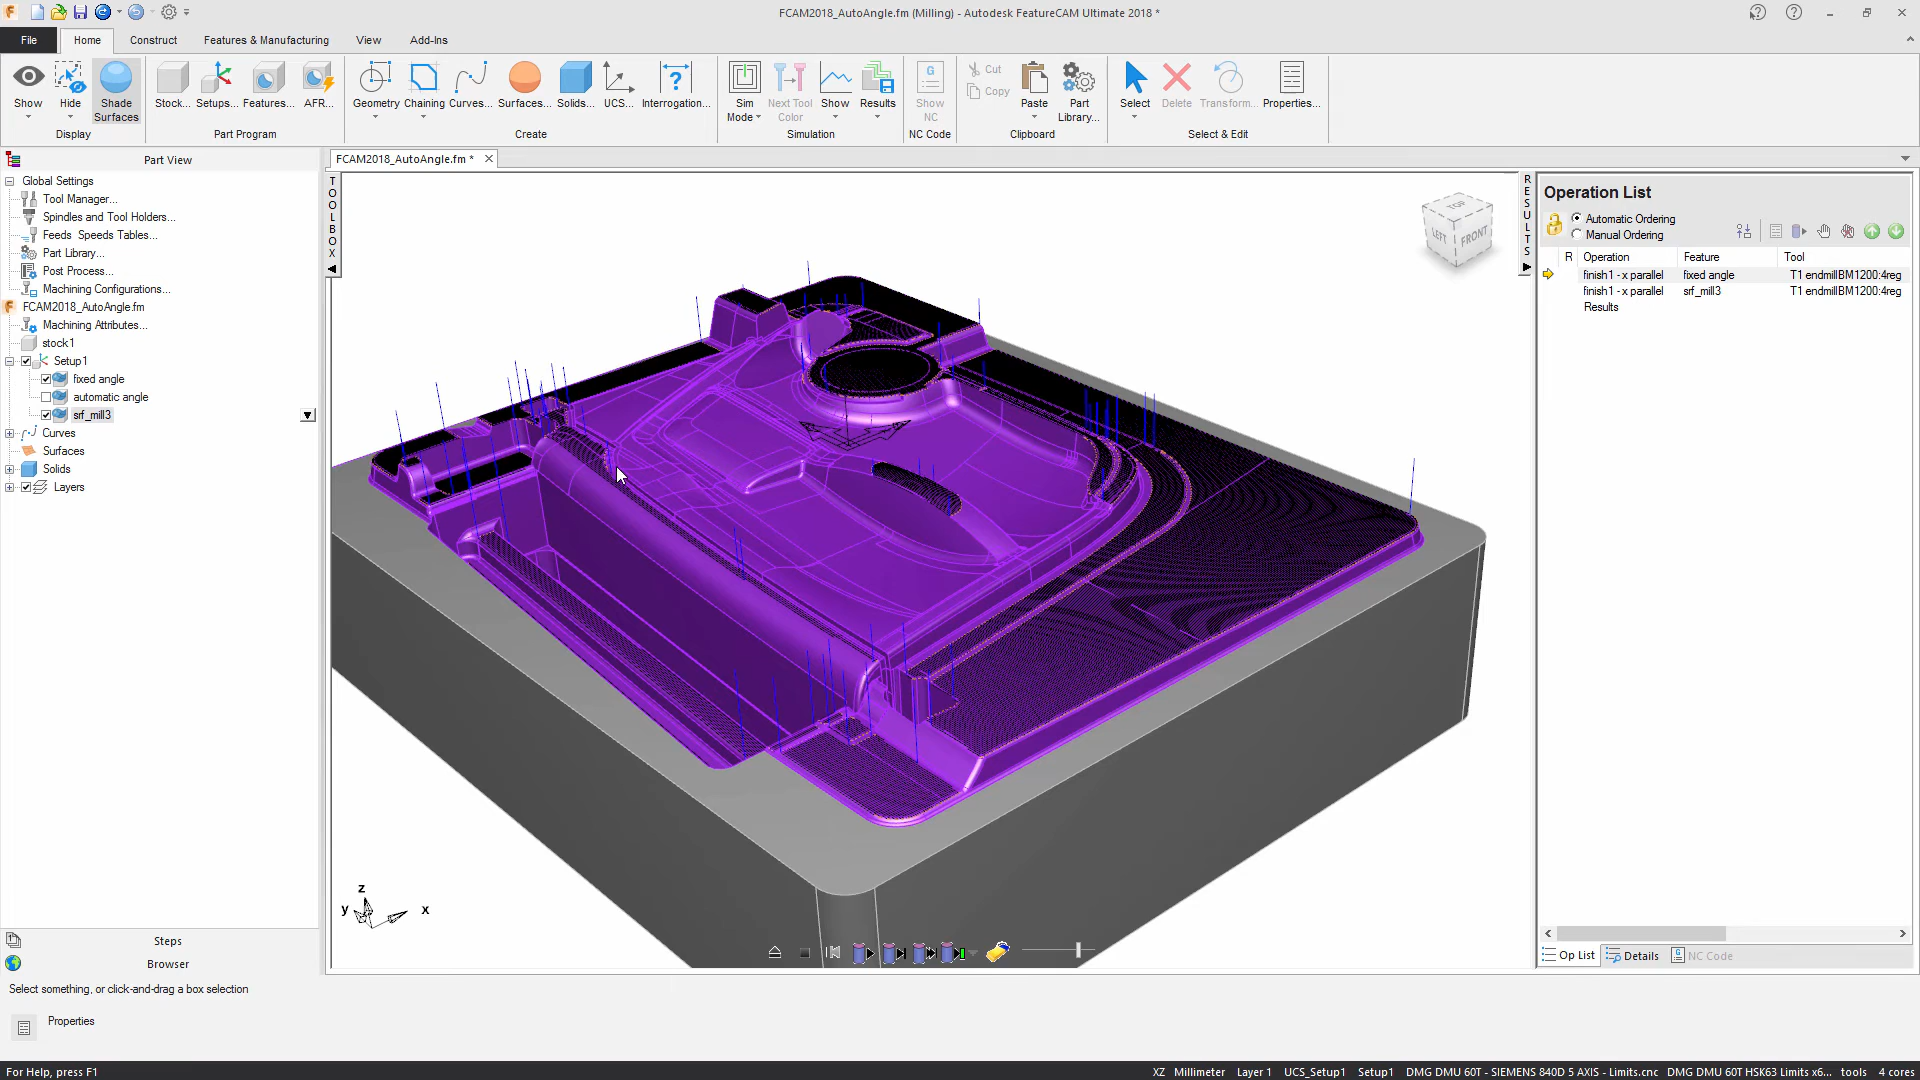 FCAM2018_AutoAngle.fm (Milling) - Autodesk FeatureCAM Ultimate 2018 *
File
Home
Construct
Features & Manufacturing
View
Add-Ins
Show
Hide
Shade Surfaces
Display
Stock...
Setups...
Features...
AFR...
Part Program
Geometry
Chaining
Curves...
Surfaces...
Solids...
UCS...
Interrogation...
Create
Sim Mode
Next Tool Color
Show
Results
Simulation
Show NC
NC Code
Cut
Copy
Paste
Part Library...
Clipboard
Select
Delete
Transform...
Properties...
Select & Edit
Part View
FCAM2018_AutoAngle.fm *
Global Settings
Tool Manager...
Spindles and Tool Holders...
Feeds  Speeds Tables...
Part Library...
Post Process...
Machining Configurations...
FCAM2018_AutoAngle.fm
Machining Attributes...
stock1
Setup1
fixed angle
automatic angle
srf_mill3
Curves
Surfaces
Solids
Layers
TOOLBOX
TOP
LEFT
FRONT
RESULTS
z
y
x
Operation List
Automatic Ordering
Manual Ordering
R Operation Feature Tool
finish1 - x parallel fixed angle T1 endmillBM1200:4reg
finish1 - x parallel srf_mill3 T1 endmillBM1200:4reg
Results
Op List
Details
NC Code
Steps
Browser
Select something, or click-and-drag a box selection
Properties
For Help, press F1
XZ Millimeter Layer 1 UCS_Setup1 Setup1 DMG DMU 60T - SIEMENS 840D 5 AXIS - Limits.cnc DMG DMU 60T HSK63 Limits x6... tools 4 cores